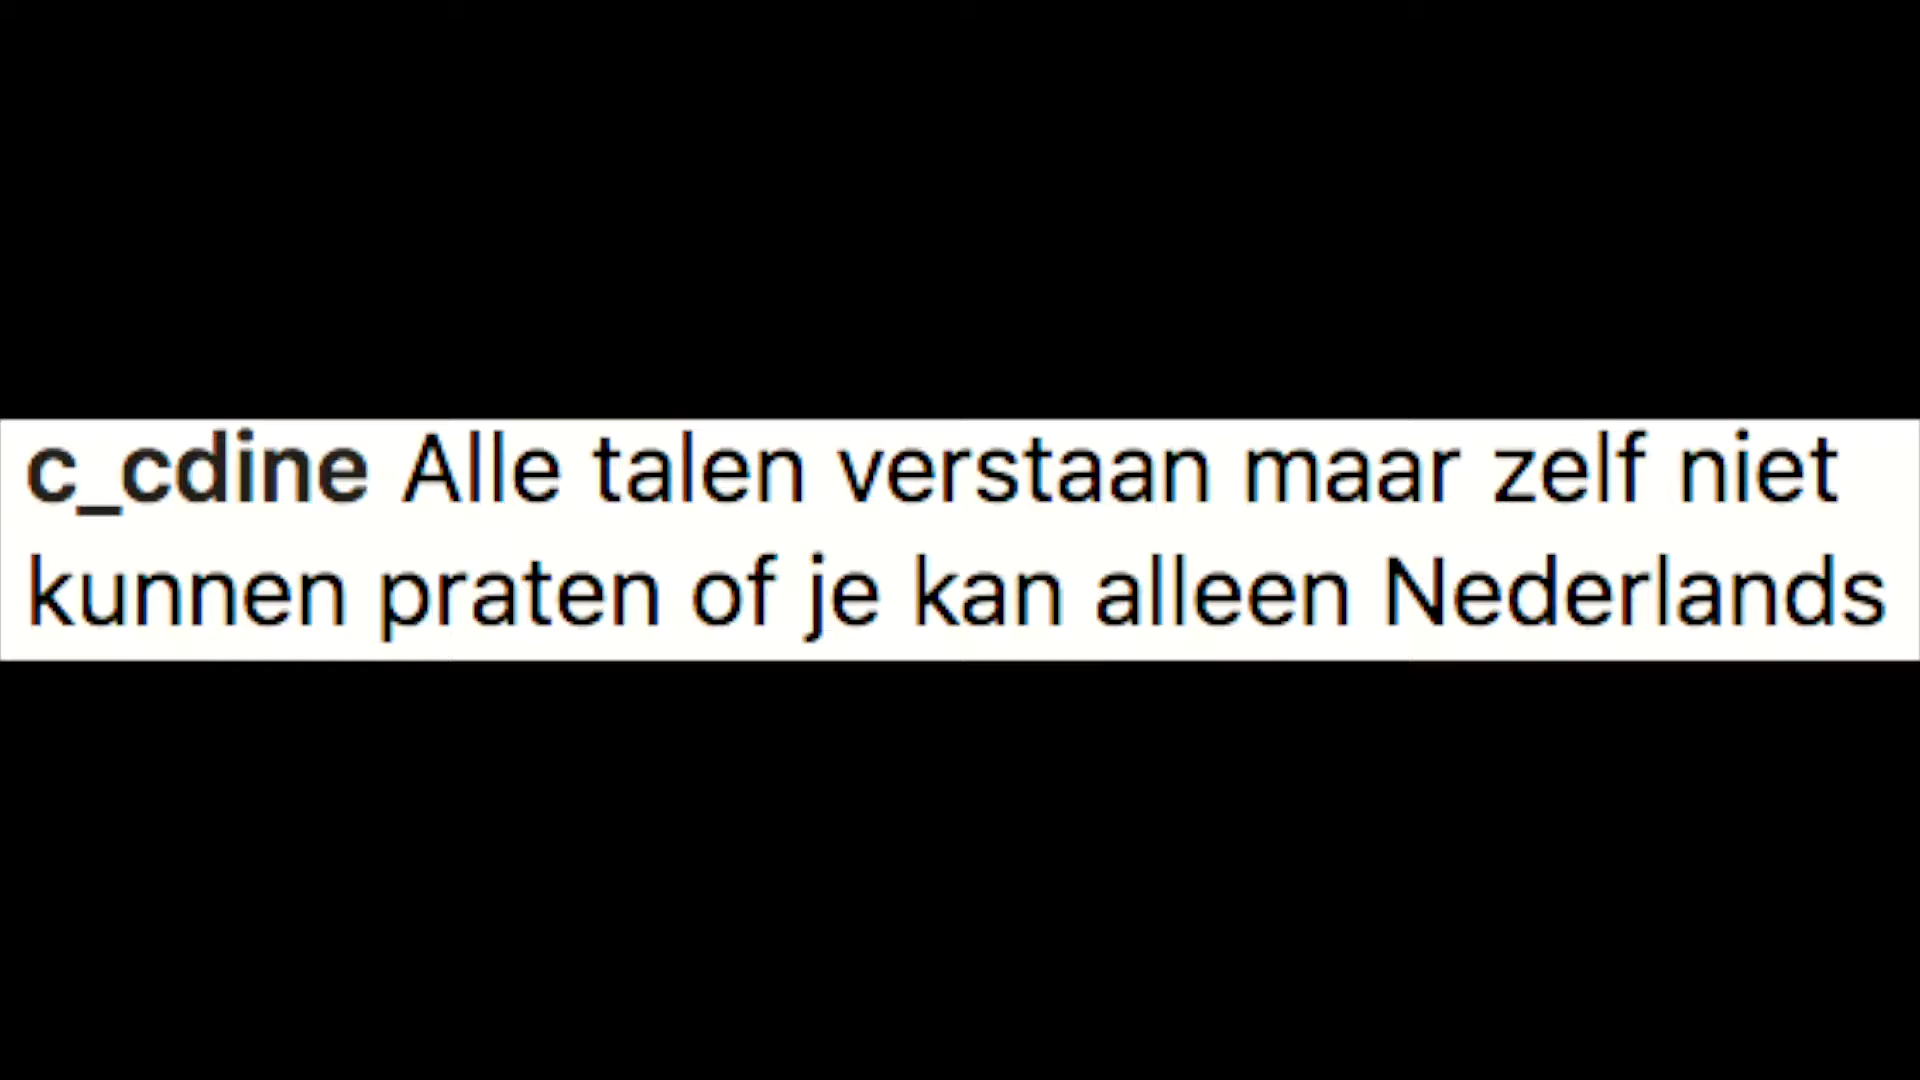 c_cdine Alle talen verstaan maar zelf niet
kunnen praten of je kan alleen Nederlands